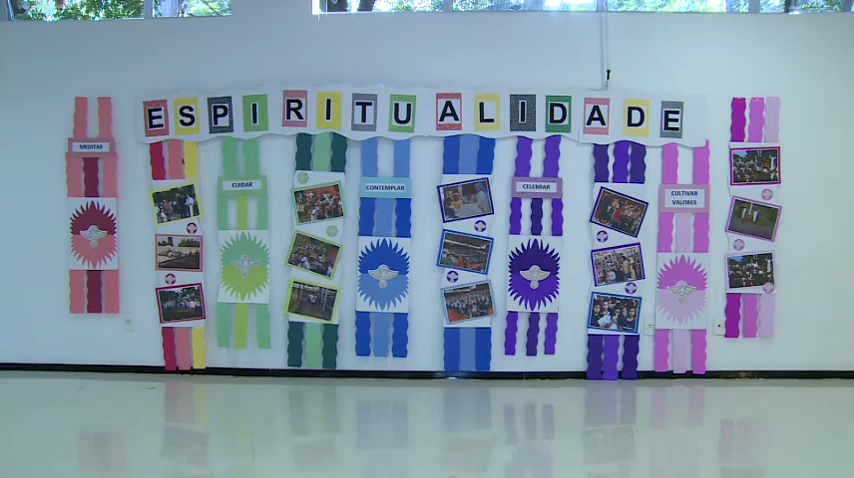 ESPIRITUALIDADE
MEDITAR
CUIDAR
CONTEMPLAR
CELEBRAR
CULTIVAR
VALORES